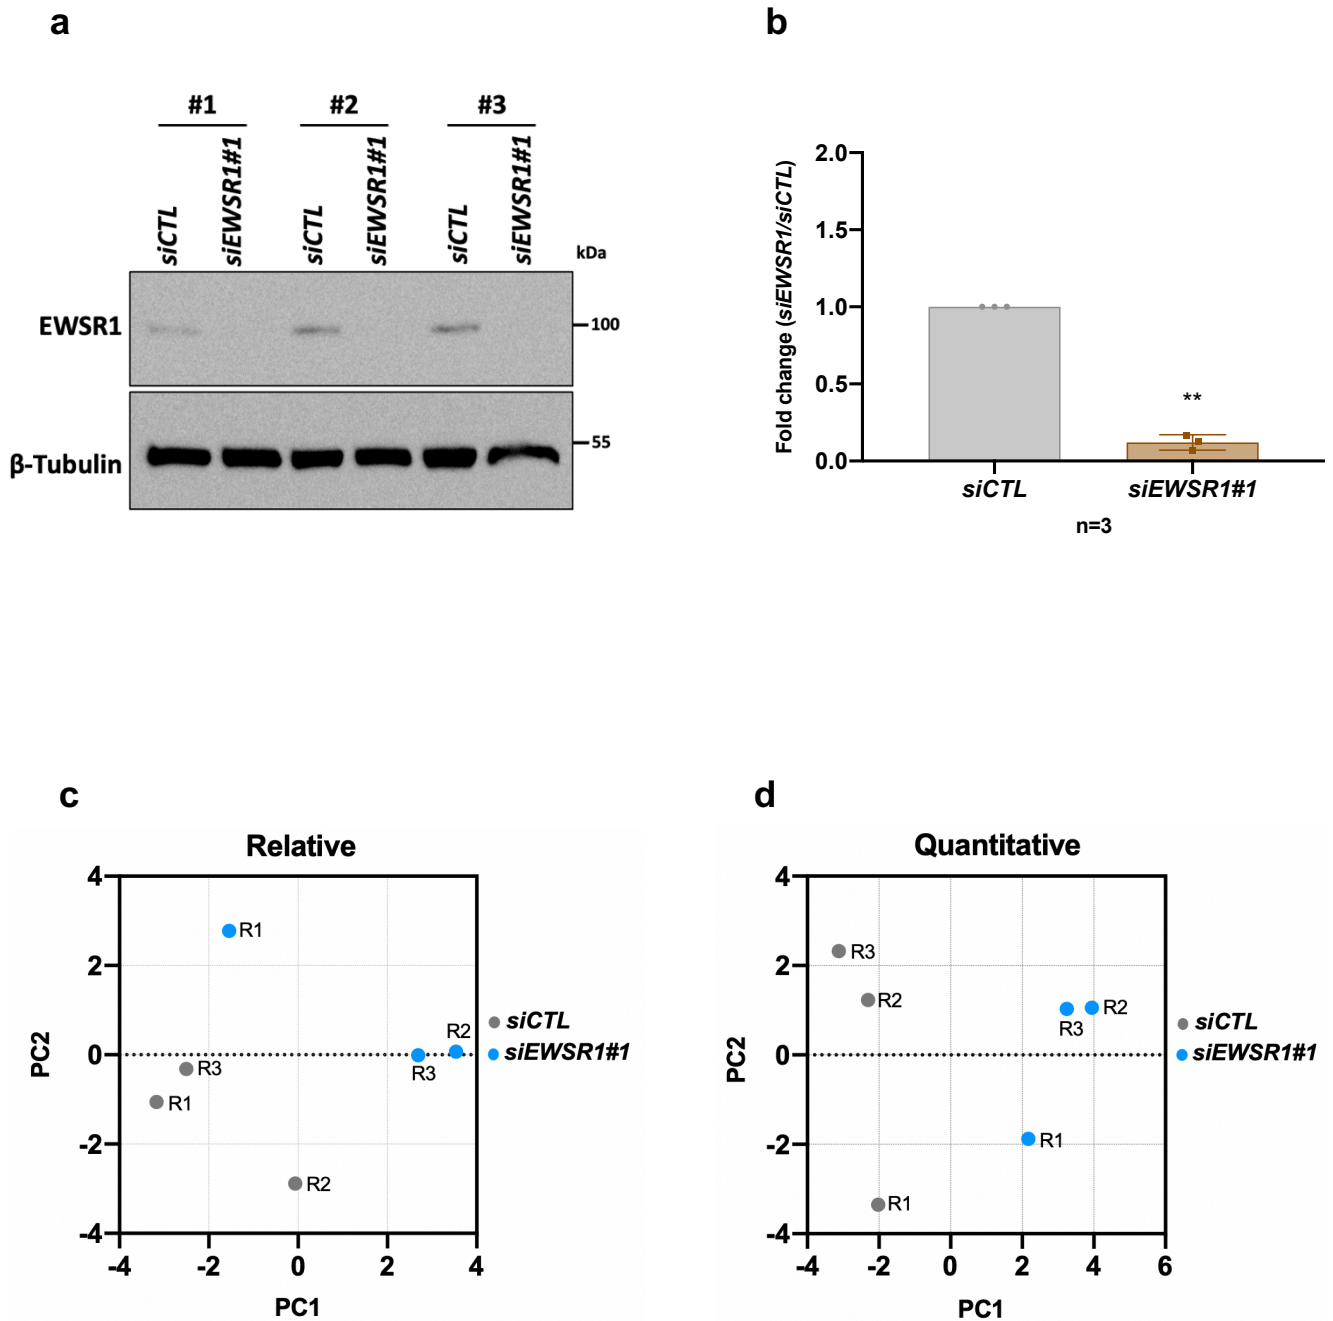 a
#1 #2 #3
siCTL siEWSR1#1 siCTL siEWSR1#1 siCTL siEWSR1#1
kDa
EWSR1
100
β-Tubulin
55
b
Fold change (siEWSR1/siCTL)
2.0
1.5
1.0
0.5
0.0
**
siCTL siEWSR1#1
n=3
c
Relative
PC2
4
2
0
-2
-4
R1
R2
R3
R3
R1
R2
-4 -2 0 2 4
PC1
siCTL
siEWSR1#1
d
Quantitative
PC2
4
2
0
-2
-4
R3
R2
R2
R3
R1
R1
-4 -2 0 2 4 6
PC1
siCTL
siEWSR1#1